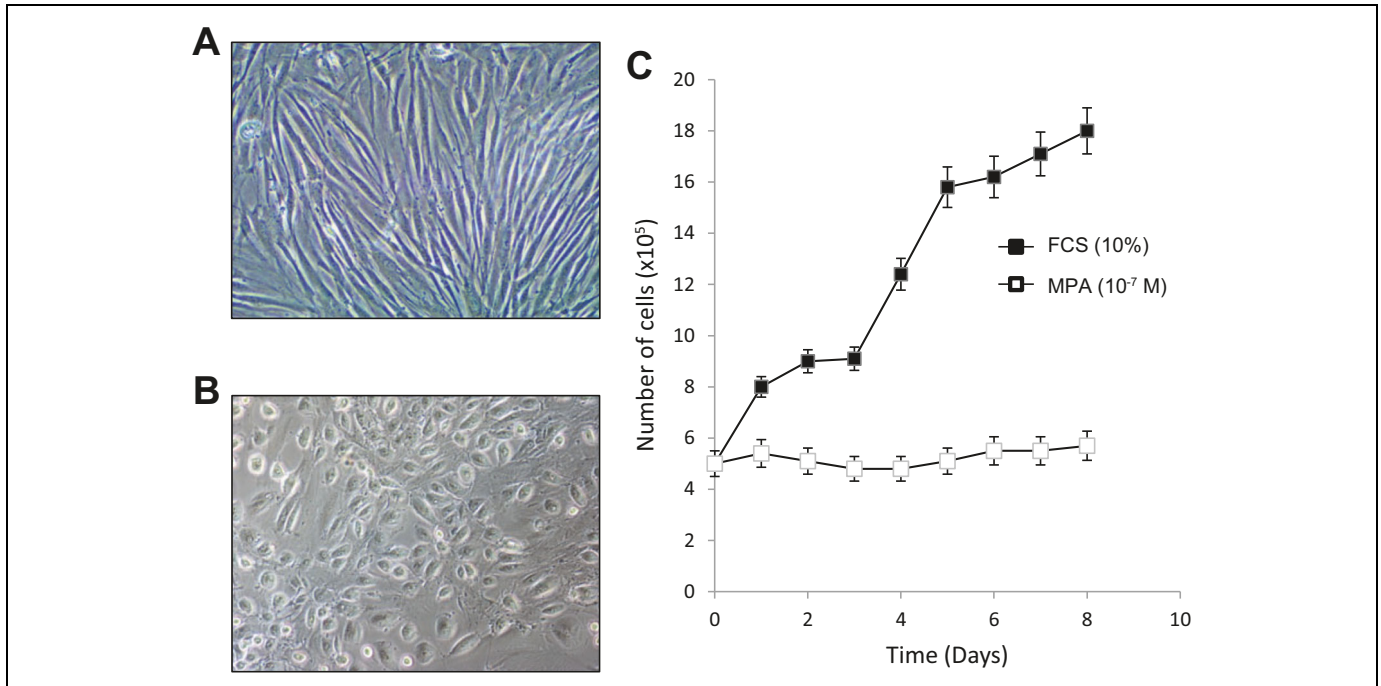 A
B
C
20
18
16
14
12
10
8
6
4
2
0
0 2 4 6 8 10
Number of cells (x10⁵)
Time (Days)
FCS (10%)
MPA (10⁻⁷ M)